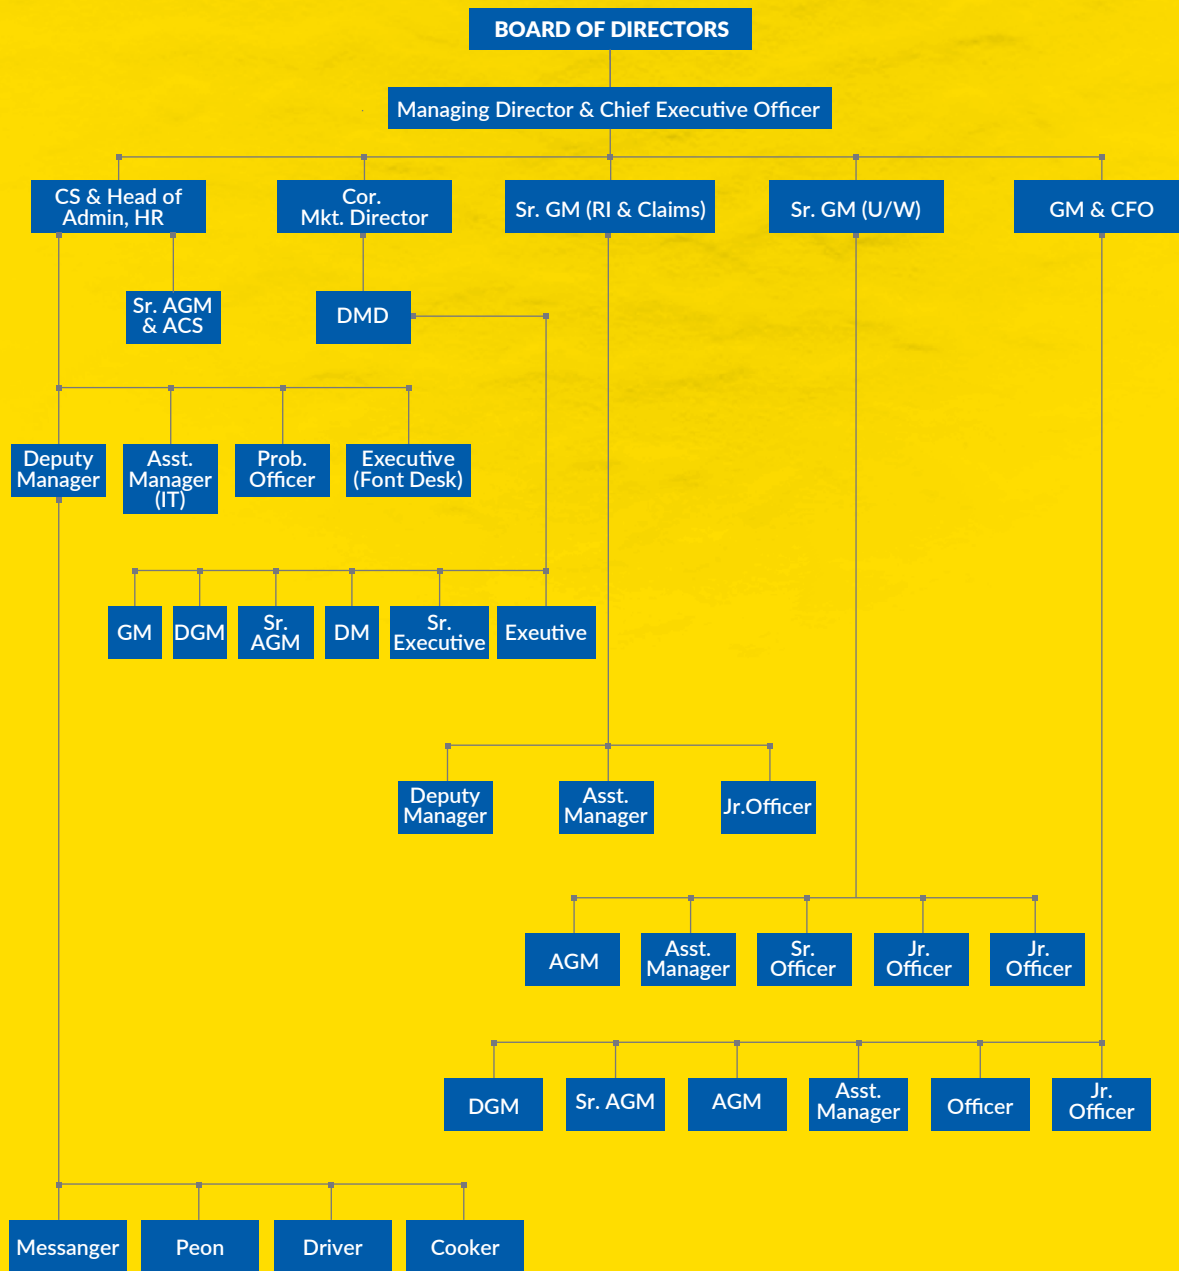 BOARD OF DIRECTORS
Managing Director & Chief Executive Officer
CS & Head of
Admin, HR
Cor.
Mkt. Director
Sr. GM (RI & Claims)
Sr. GM (U/W)
GM & CFO
Sr. AGM
& ACS
DMD
Deputy
Manager
Asst.
Manager
(IT)
Prob.
Officer
Executive
(Font Desk)
GM
DGM
Sr.
AGM
DM
Sr.
Executive
Exeutive
Deputy
Manager
Asst.
Manager
Jr.Officer
AGM
Asst.
Manager
Sr.
Officer
Jr.
Officer
Jr.
Officer
DGM
Sr. AGM
AGM
Asst.
Manager
Officer
Jr.
Officer
Messanger
Peon
Driver
Cooker